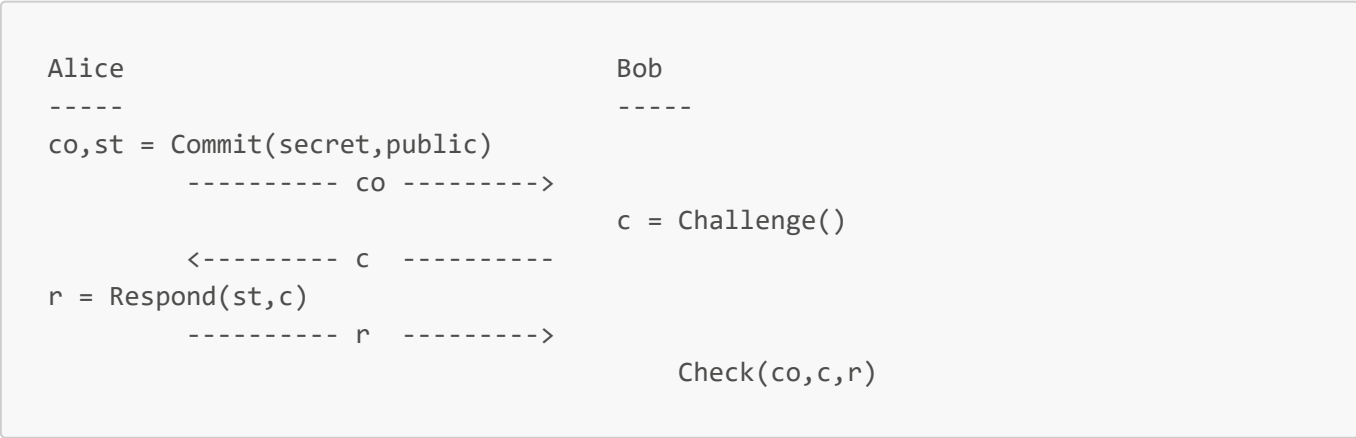 Alice                                Bob
-----                                -----
co,st = Commit(secret,public)
         ---------- co --------->
                                     c = Challenge()
         <--------- c  ----------
r = Respond(st,c)
         ---------- r  --------->
                                         Check(co,c,r)